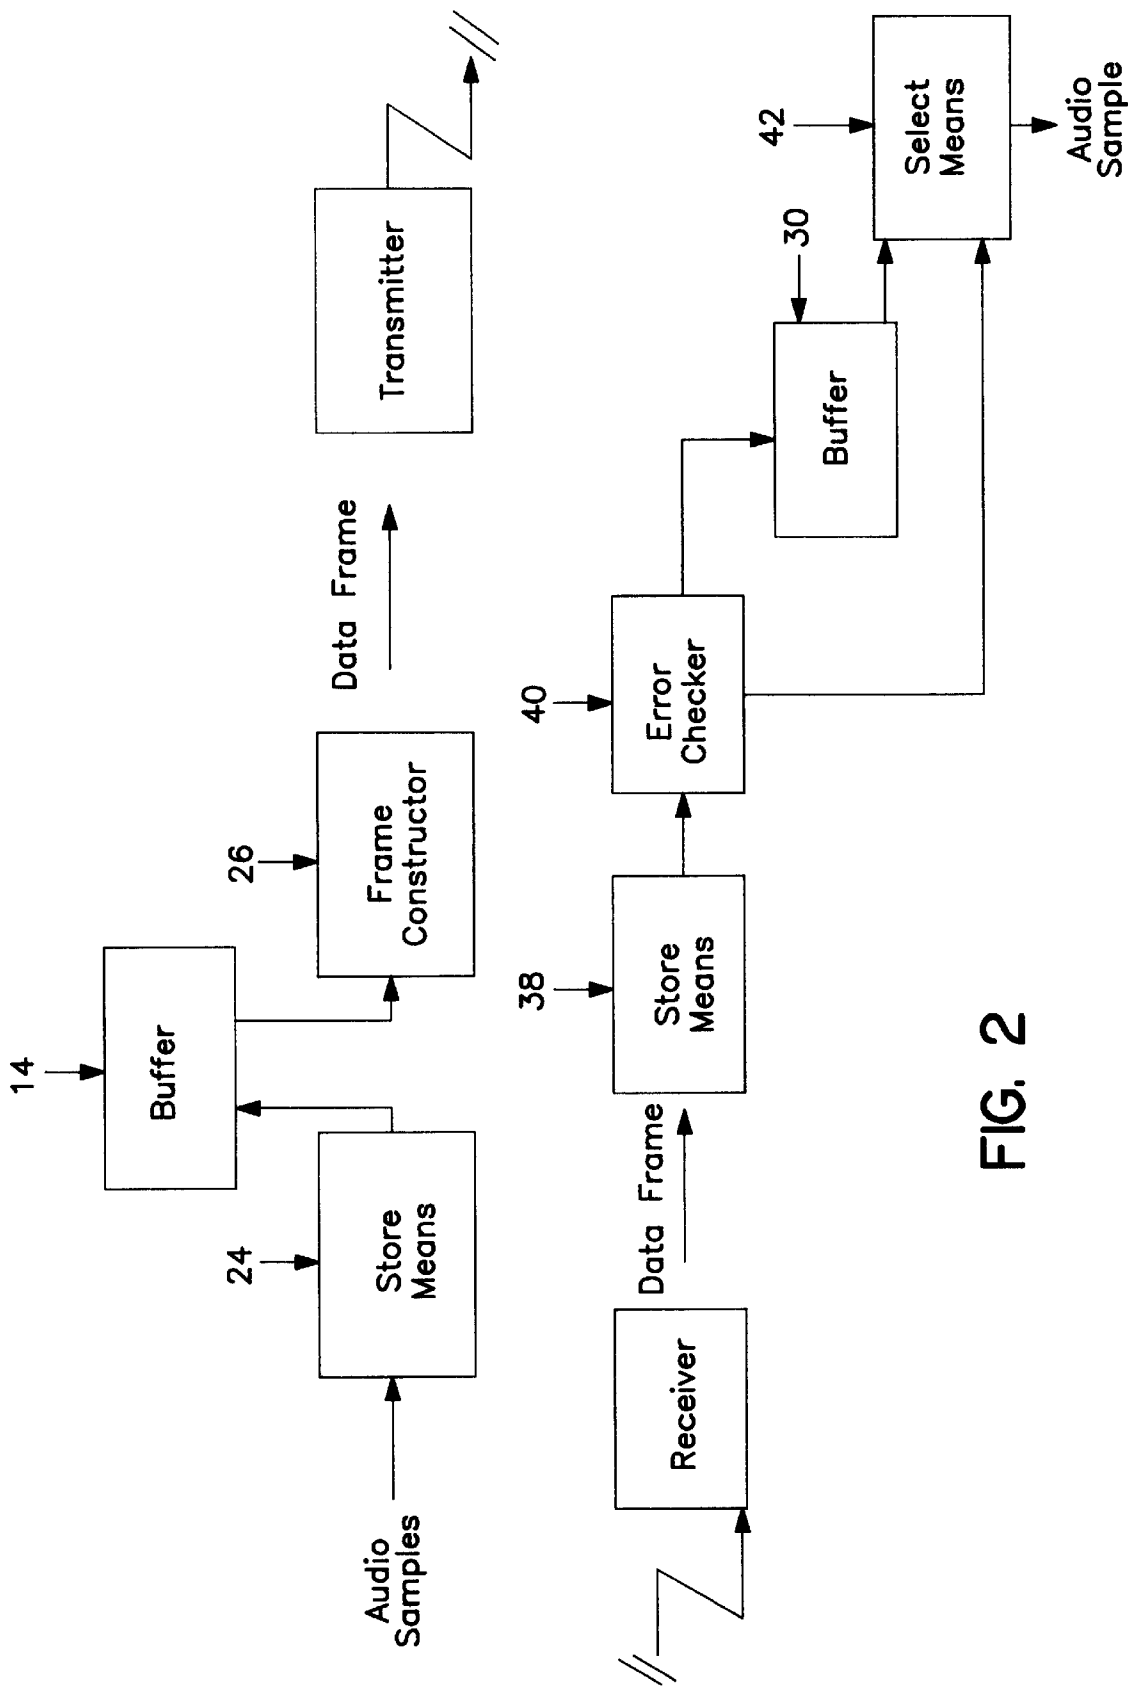 14
Buffer
24
Store
Means
Audio
Samples
26
Frame
Constructor
Data Frame
Transmitter
Receiver
Data Frame
38
Store
Means
40
Error
Checker
30
Buffer
42
Select
Means
Audio
Sample
FIG. 2